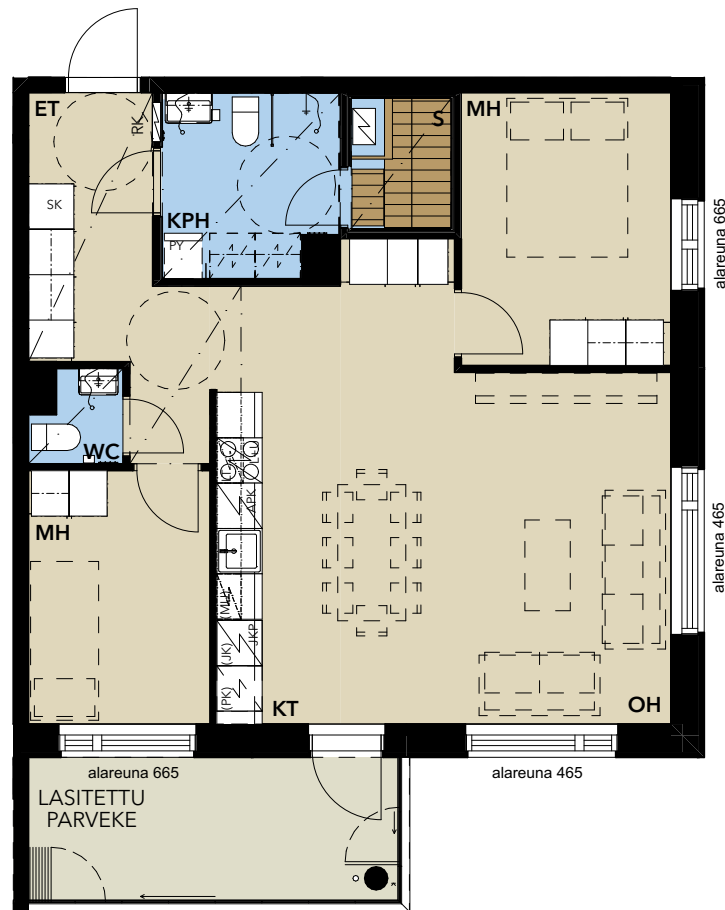 ET
RK
S
MH
SK
KPH
PY
alareuna 665
WC
L+U
APK
MH
(MU)
JKP
(JK)
(PK)
KT
OH
alareuna 465
alareuna 665
alareuna 465
LASITETTU
PARVEKE